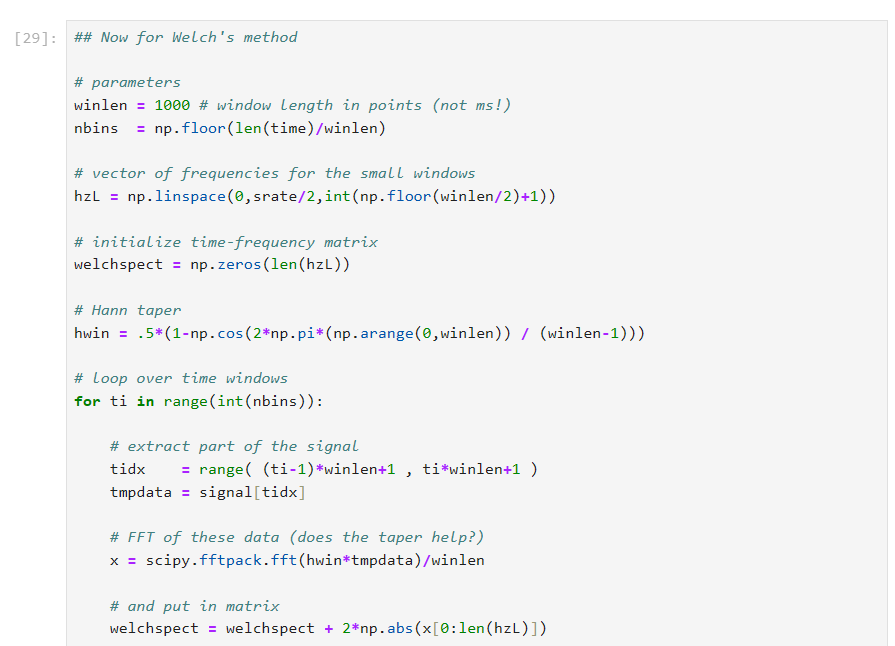 [29]: ## Now for Welch's method
# parameters
winlen = 1000 # window length in points (not ms!)
nbins  = np.floor(len(time)/winlen)
# vector of frequencies for the small windows
hzL = np.linspace(0,srate/2,int(np.floor(winlen/2)+1))
# initialize time-frequency matrix
welchspect = np.zeros(len(hzL))
# Hann taper
hwin = .5*(1-np.cos(2*np.pi*(np.arange(0,winlen)) / (winlen-1)))
# loop over time windows
for ti in range(int(nbins)):
    # extract part of the signal
    tidx    = range( (ti-1)*winlen+1 , ti*winlen+1 )
    tmpdata = signal[tidx]
    # FFT of these data (does the taper help?)
    x = scipy.fftpack.fft(hwin*tmpdata)/winlen
    # and put in matrix
    welchspect = welchspect + 2*np.abs(x[0:len(hzL)])